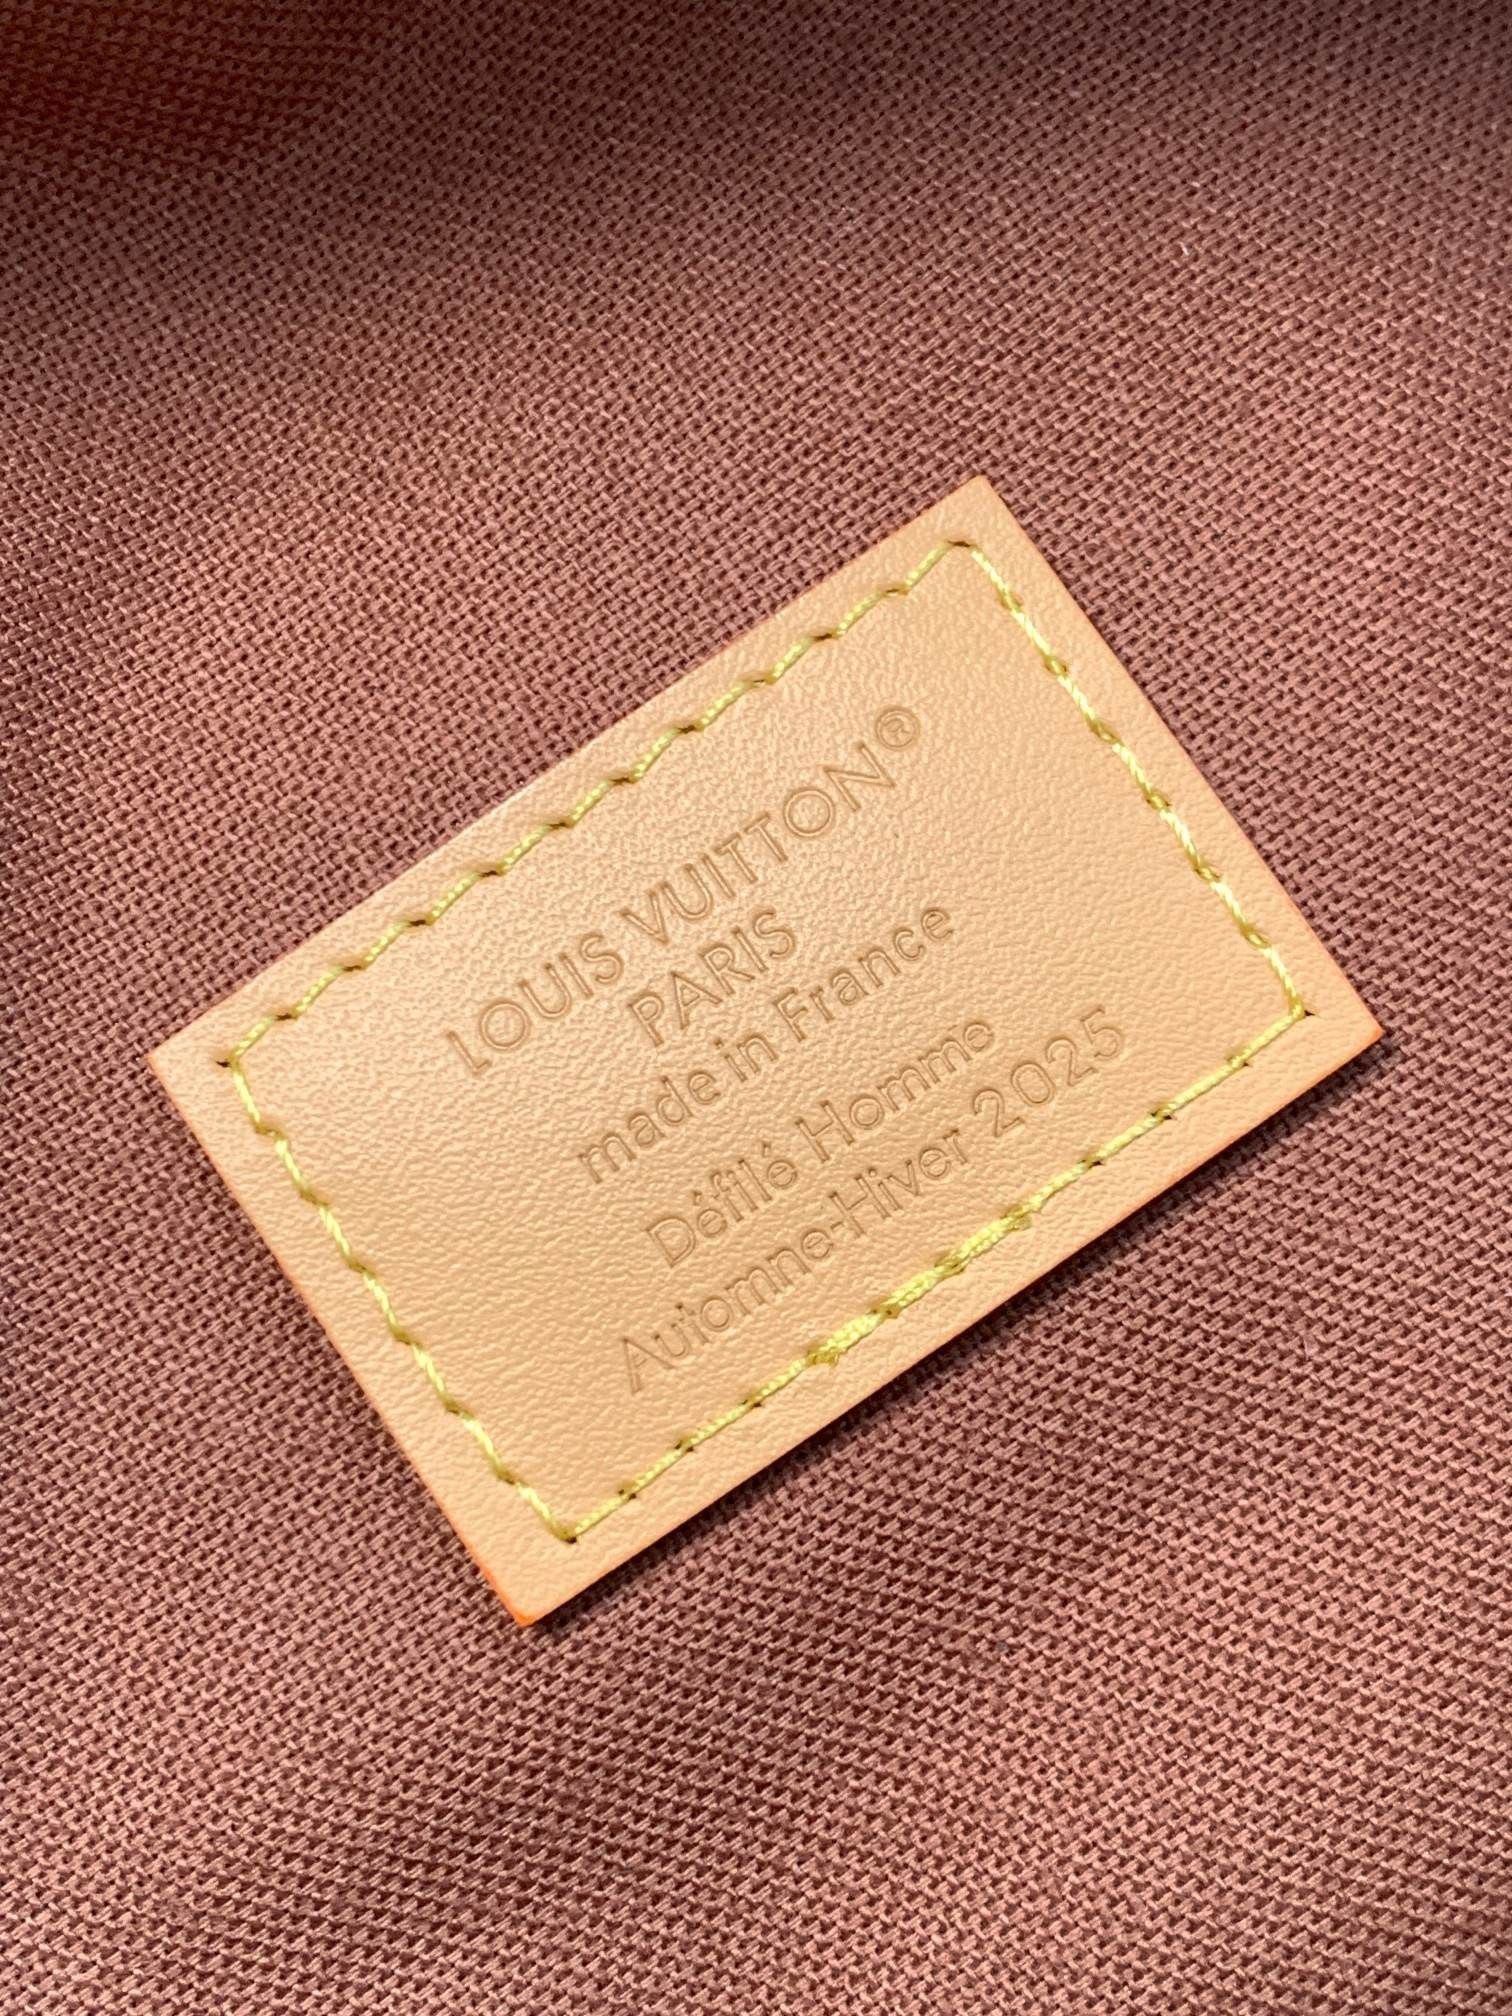 LOUIS VUITTON®
PARIS
made in France
Défilé Homme
Automne-Hiver 2025